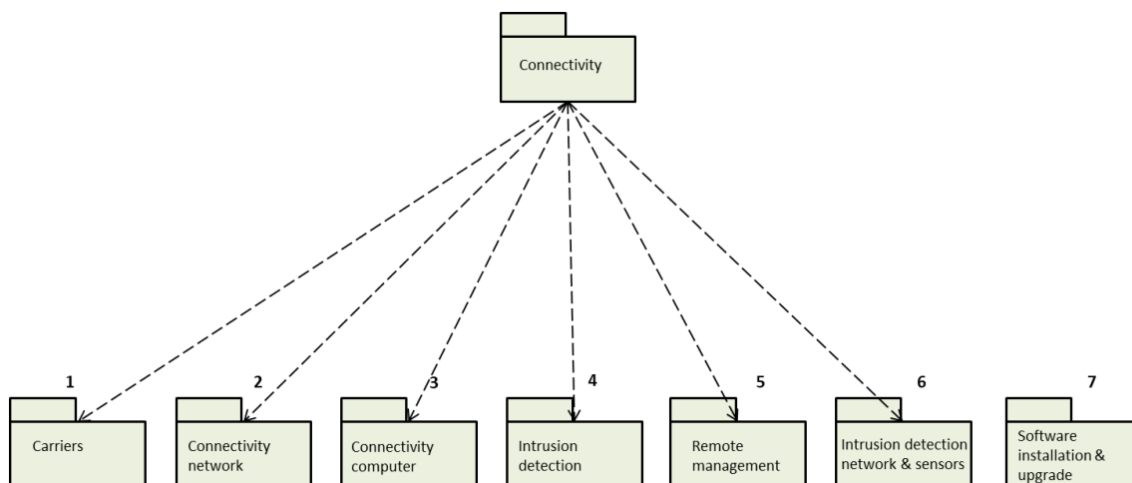 Connectivity
1
2
3
4
5
6
7
Carriers
Connectivity
network
Connectivity
computer
Intrusion
detection
Remote
management
Intrusion detection
network & sensors
Software
installation &
upgrade